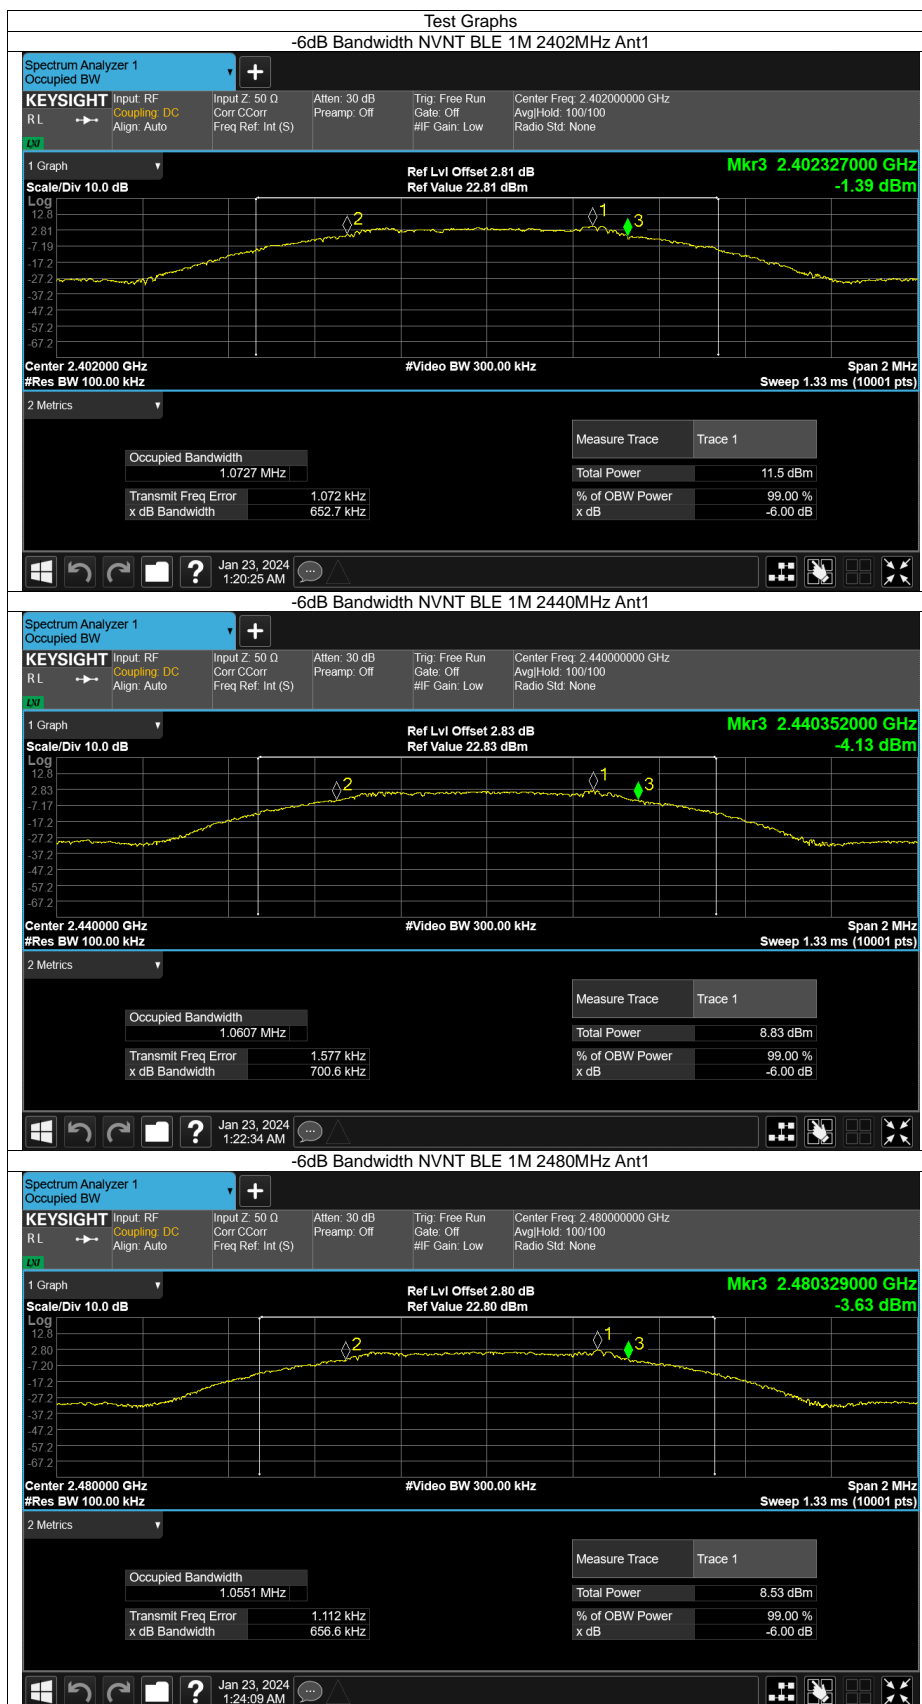 Test Graphs
-6dB Bandwidth NVNT BLE 1M 2402MHz Ant1
Spectrum Analyzer 1
Occupied BW
KEYSIGHT Input: RF Input Z: 50 Ω Atten: 30 dB Trig: Free Run Center Freq: 2.402000000 GHz
RL Coupling: DC Corr CCorr Preamp: Off Gate: Off Avg|Hold: 100/100
Align: Auto Freq Ref: Int (S) #IF Gain: Low Radio Std: None
LXI
1 Graph Ref Lvl Offset 2.81 dB Mkr3 2.402327000 GHz
Scale/Div 10.0 dB Ref Value 22.81 dBm -1.39 dBm
Log
12.8
2.81
-7.19
-17.2
-27.2
-37.2
-47.2
-57.2
-67.2
2 1 3
Center 2.402000 GHz #Video BW 300.00 kHz Span 2 MHz
#Res BW 100.00 kHz Sweep 1.33 ms (10001 pts)
2 Metrics
Measure Trace Trace 1
Occupied Bandwidth
1.0727 MHz Total Power 11.5 dBm
Transmit Freq Error 1.072 kHz % of OBW Power 99.00 %
x dB Bandwidth 652.7 kHz x dB -6.00 dB
? Jan 23, 2024
1:20:25 AM
-6dB Bandwidth NVNT BLE 1M 2440MHz Ant1
Spectrum Analyzer 1
Occupied BW
KEYSIGHT Input: RF Input Z: 50 Ω Atten: 30 dB Trig: Free Run Center Freq: 2.440000000 GHz
RL Coupling: DC Corr CCorr Preamp: Off Gate: Off Avg|Hold: 100/100
Align: Auto Freq Ref: Int (S) #IF Gain: Low Radio Std: None
LXI
1 Graph Ref Lvl Offset 2.83 dB Mkr3 2.440352000 GHz
Scale/Div 10.0 dB Ref Value 22.83 dBm -4.13 dBm
Log
12.8
2.83
-7.17
-17.2
-27.2
-37.2
-47.2
-57.2
-67.2
2 1 3
Center 2.440000 GHz #Video BW 300.00 kHz Span 2 MHz
#Res BW 100.00 kHz Sweep 1.33 ms (10001 pts)
2 Metrics
Measure Trace Trace 1
Occupied Bandwidth
1.0607 MHz Total Power 8.83 dBm
Transmit Freq Error 1.577 kHz % of OBW Power 99.00 %
x dB Bandwidth 700.6 kHz x dB -6.00 dB
? Jan 23, 2024
1:22:34 AM
-6dB Bandwidth NVNT BLE 1M 2480MHz Ant1
Spectrum Analyzer 1
Occupied BW
KEYSIGHT Input: RF Input Z: 50 Ω Atten: 30 dB Trig: Free Run Center Freq: 2.480000000 GHz
RL Coupling: DC Corr CCorr Preamp: Off Gate: Off Avg|Hold: 100/100
Align: Auto Freq Ref: Int (S) #IF Gain: Low Radio Std: None
LXI
1 Graph Ref Lvl Offset 2.80 dB Mkr3 2.480329000 GHz
Scale/Div 10.0 dB Ref Value 22.80 dBm -3.63 dBm
Log
12.8
2.80
-7.20
-17.2
-27.2
-37.2
-47.2
-57.2
-67.2
2 1 3
Center 2.480000 GHz #Video BW 300.00 kHz Span 2 MHz
#Res BW 100.00 kHz Sweep 1.33 ms (10001 pts)
2 Metrics
Measure Trace Trace 1
Occupied Bandwidth
1.0551 MHz Total Power 8.53 dBm
Transmit Freq Error 1.112 kHz % of OBW Power 99.00 %
x dB Bandwidth 656.6 kHz x dB -6.00 dB
? Jan 23, 2024
1:24:09 AM